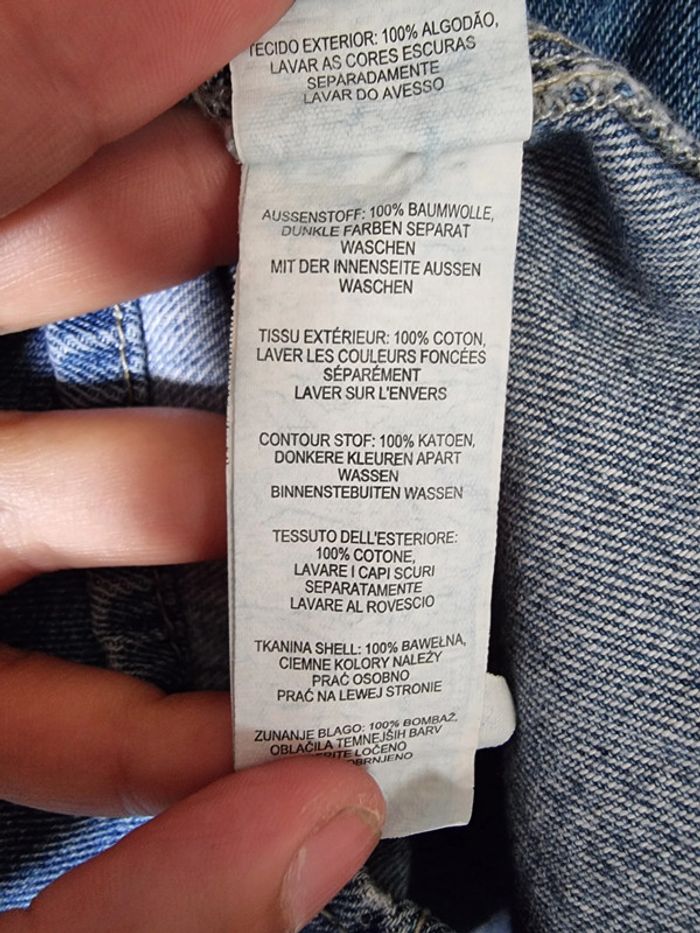 TECIDO EXTERIOR: 100% ALGODÃO,
LAVAR AS CORES ESCURAS
SEPARADAMENTE
LAVAR DO AVESSO
AUSSENSTOFF: 100% BAUMWOLLE,
DUNKLE FARBEN SEPARAT
WASCHEN
MIT DER INNENSEITE AUSSEN
WASCHEN
TISSU EXTÉRIEUR: 100% COTON,
LAVER LES COULEURS FONCÉES
SÉPARÉMENT
LAVER SUR L'ENVERS
CONTOUR STOF: 100% KATOEN,
DONKERE KLEUREN APART
WASSEN
BINNENSTEBUITEN WASSEN
TESSUTO DELL'ESTERIORE:
100% COTONE,
LAVARE I CAPI SCURI
SEPARATAMENTE
LAVARE AL ROVESCIO
TKANINA SHELL: 100% BAWEŁNA,
CIEMNE KOLORY NALEŻY
PRAĆ OSOBNO
PRAĆ NA LEWEJ STRONIE
ZUNANJE BLAGO: 100% BOMBAŽ,
OBLAČILA TEMNEJŠIH BARV
LOČENO